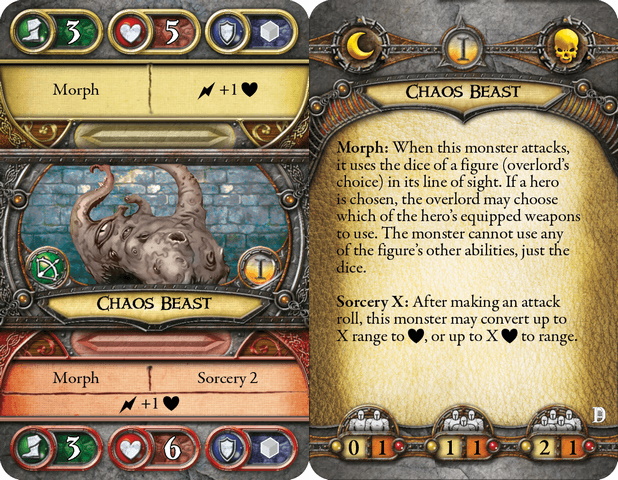 3 5
Morph
+1
I
CHAOS BEAST
Morph Sorcery 2
+1
3 6
I
CHAOS BEAST
Morph: When this monster attacks,
it uses the dice of a figure (overlord's
choice) in its line of sight. If a hero
is chosen, the overlord may choose
which of the hero's equipped weapons
to use. The monster cannot use any
of the figure's other abilities, just the
dice.
Sorcery X: After making an attack
roll, this monster may convert up to
X range to ♥, or up to X ♥ to range.
D
0 1 1 1 2 1